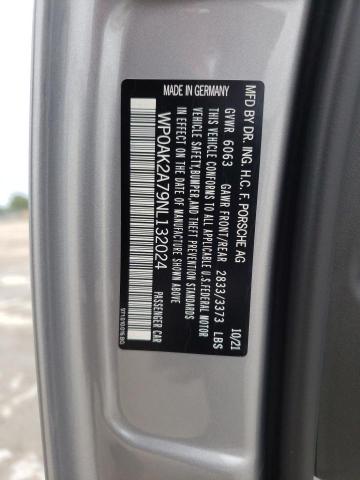 MFD BY DR. ING. H.C. F. PORSCHE AG
GVWR 6063 GAWR FRONT/REAR 2833/3373 LBS
10/21
THIS VEHICLE CONFORMS TO ALL APPLICABLE U.S.FEDERAL MOTOR
VEHICLE SAFETY,BUMPER,AND THEFT PREVENTION STANDARDS
IN EFFECT ON THE DATE OF MANUFACTURE SHOWN ABOVE
WP0AK2A79NL132024
PASSENGER CAR
MADE IN GERMANY